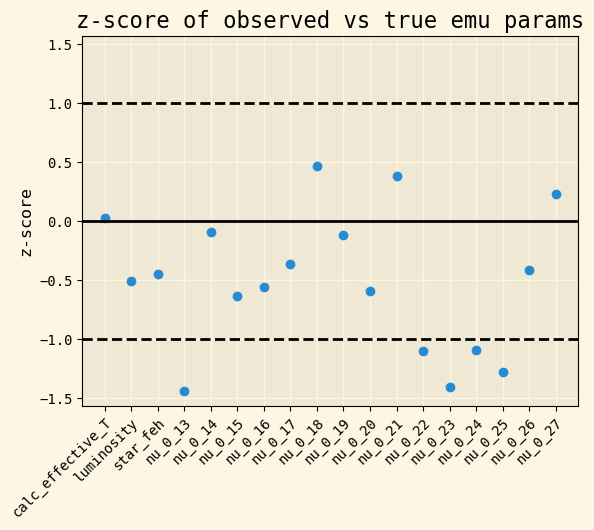 z-score of observed vs true emu params
z-score
1.5
1.0
0.5
0.0
−0.5
−1.0
−1.5
calc_effective_T
luminosity
star_feh
nu_0_13
nu_0_14
nu_0_15
nu_0_16
nu_0_17
nu_0_18
nu_0_19
nu_0_20
nu_0_21
nu_0_22
nu_0_23
nu_0_24
nu_0_25
nu_0_26
nu_0_27